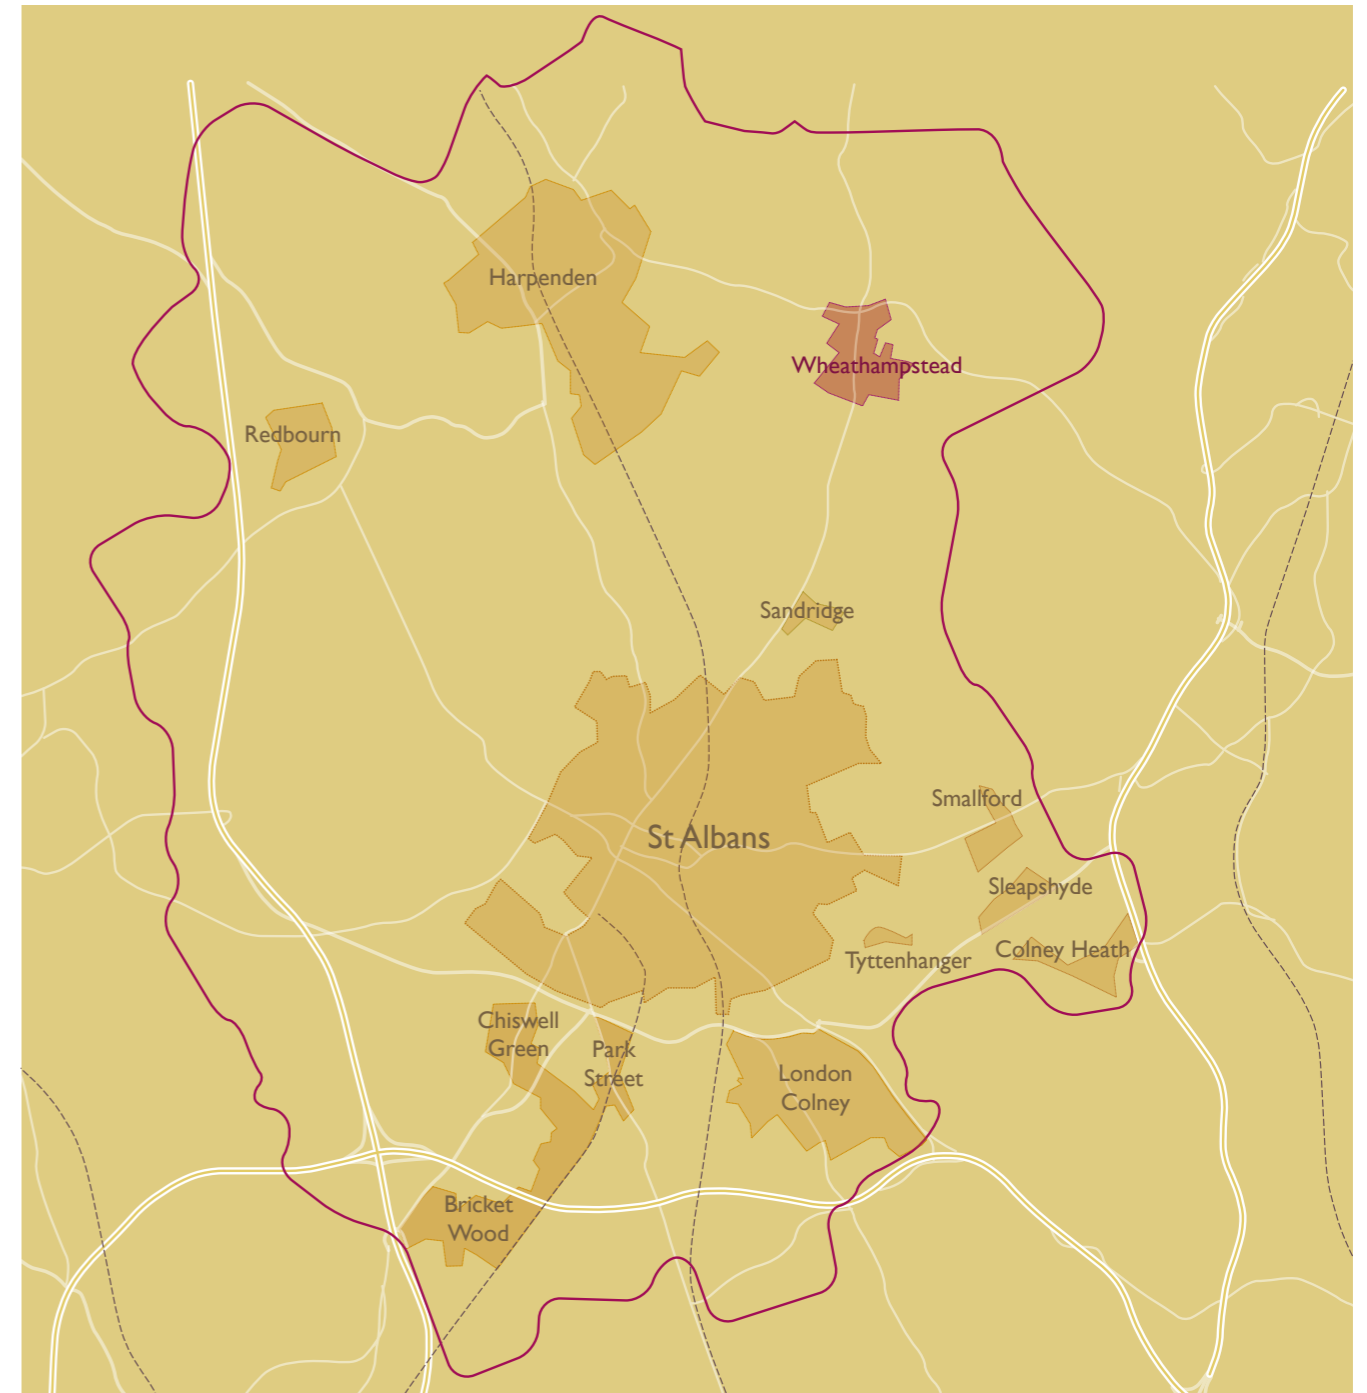 Harpenden
Wheathampstead
Redbourn
Sandridge
Smallford
St Albans
Sleapshyde
Colney Heath
Tyttenhanger
Chiswell
Green
Park
Street
London
Colney
Bricket
Wood